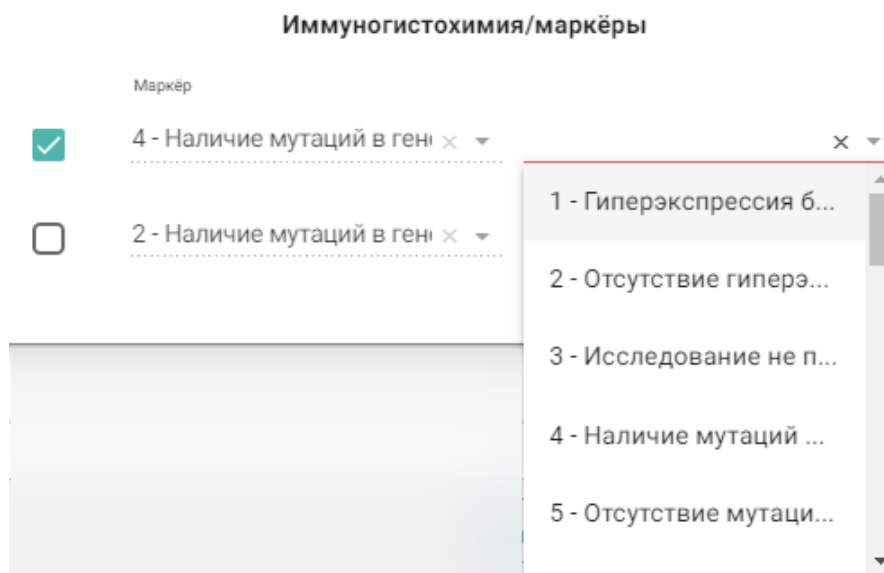 Иммуногистохимия/маркёры
Маркёр
4 - Наличие мутаций в ген
2 - Наличие мутаций в ген
1 - Гиперэкспрессия б...
2 - Отсутствие гиперэ...
3 - Исследование не п...
4 - Наличие мутаций ...
5 - Отсутствие мутаци...